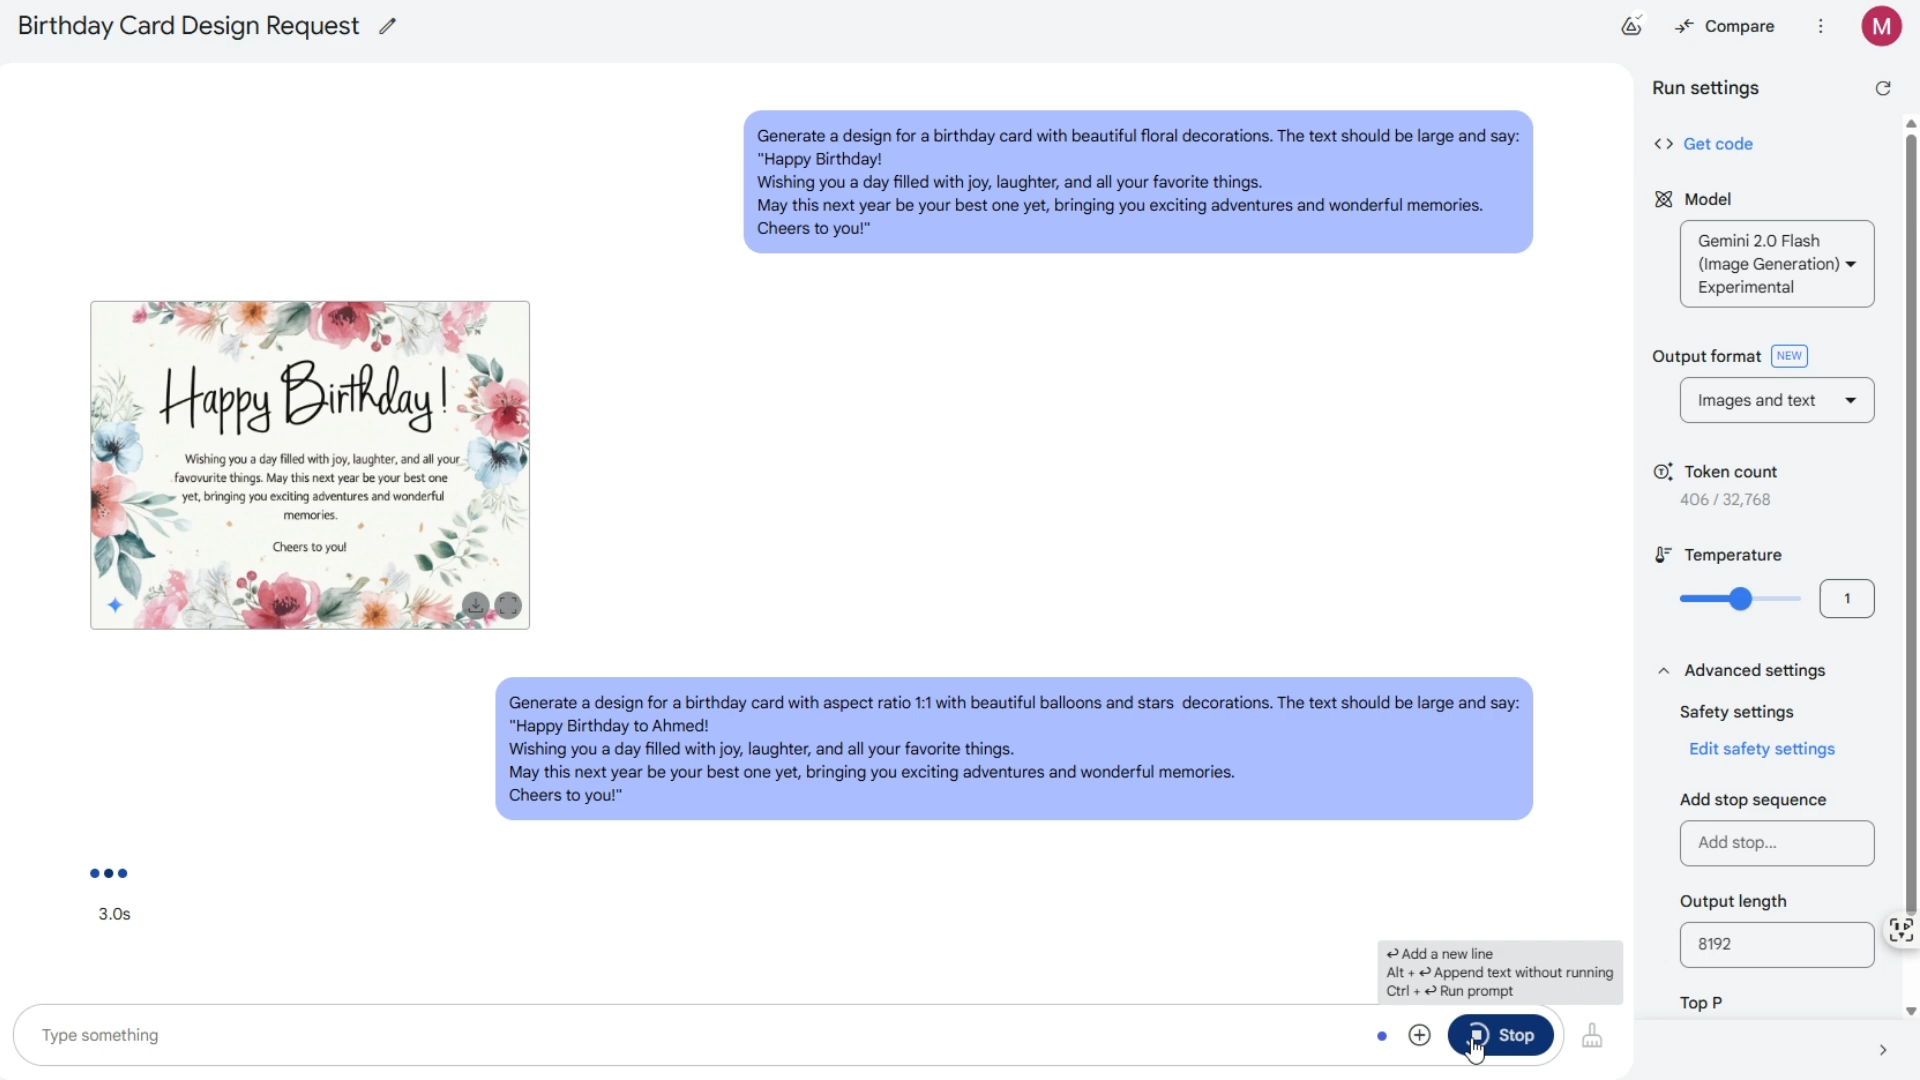 Birthday Card Design Request
Compare
M
Generate a design for a birthday card with beautiful floral decorations. The text should be large and say:
"Happy Birthday!
Wishing you a day filled with joy, laughter, and all your favorite things.
May this next year be your best one yet, bringing you exciting adventures and wonderful memories.
Cheers to you!"
Happy Birthday!
Wishing you a day filled with joy, laughter, and all your
favovurite things. May this next year be your best one
yet, bringing you exciting adventures and wonderful
memories.
Cheers to you!
Generate a design for a birthday card with aspect ratio 1:1 with beautiful balloons and stars  decorations. The text should be large and say:
"Happy Birthday to Ahmed!
Wishing you a day filled with joy, laughter, and all your favorite things.
May this next year be your best one yet, bringing you exciting adventures and wonderful memories.
Cheers to you!"
3.0s
↵ Add a new line
Alt + ↵ Append text without running
Ctrl + ↵ Run prompt
Type something
Stop
Run settings
<> Get code
Model
Gemini 2.0 Flash
(Image Generation)
Experimental
Output format NEW
Images and text
Token count
406 / 32,768
Temperature
1
Advanced settings
Safety settings
Edit safety settings
Add stop sequence
Add stop...
Output length
8192
Top P